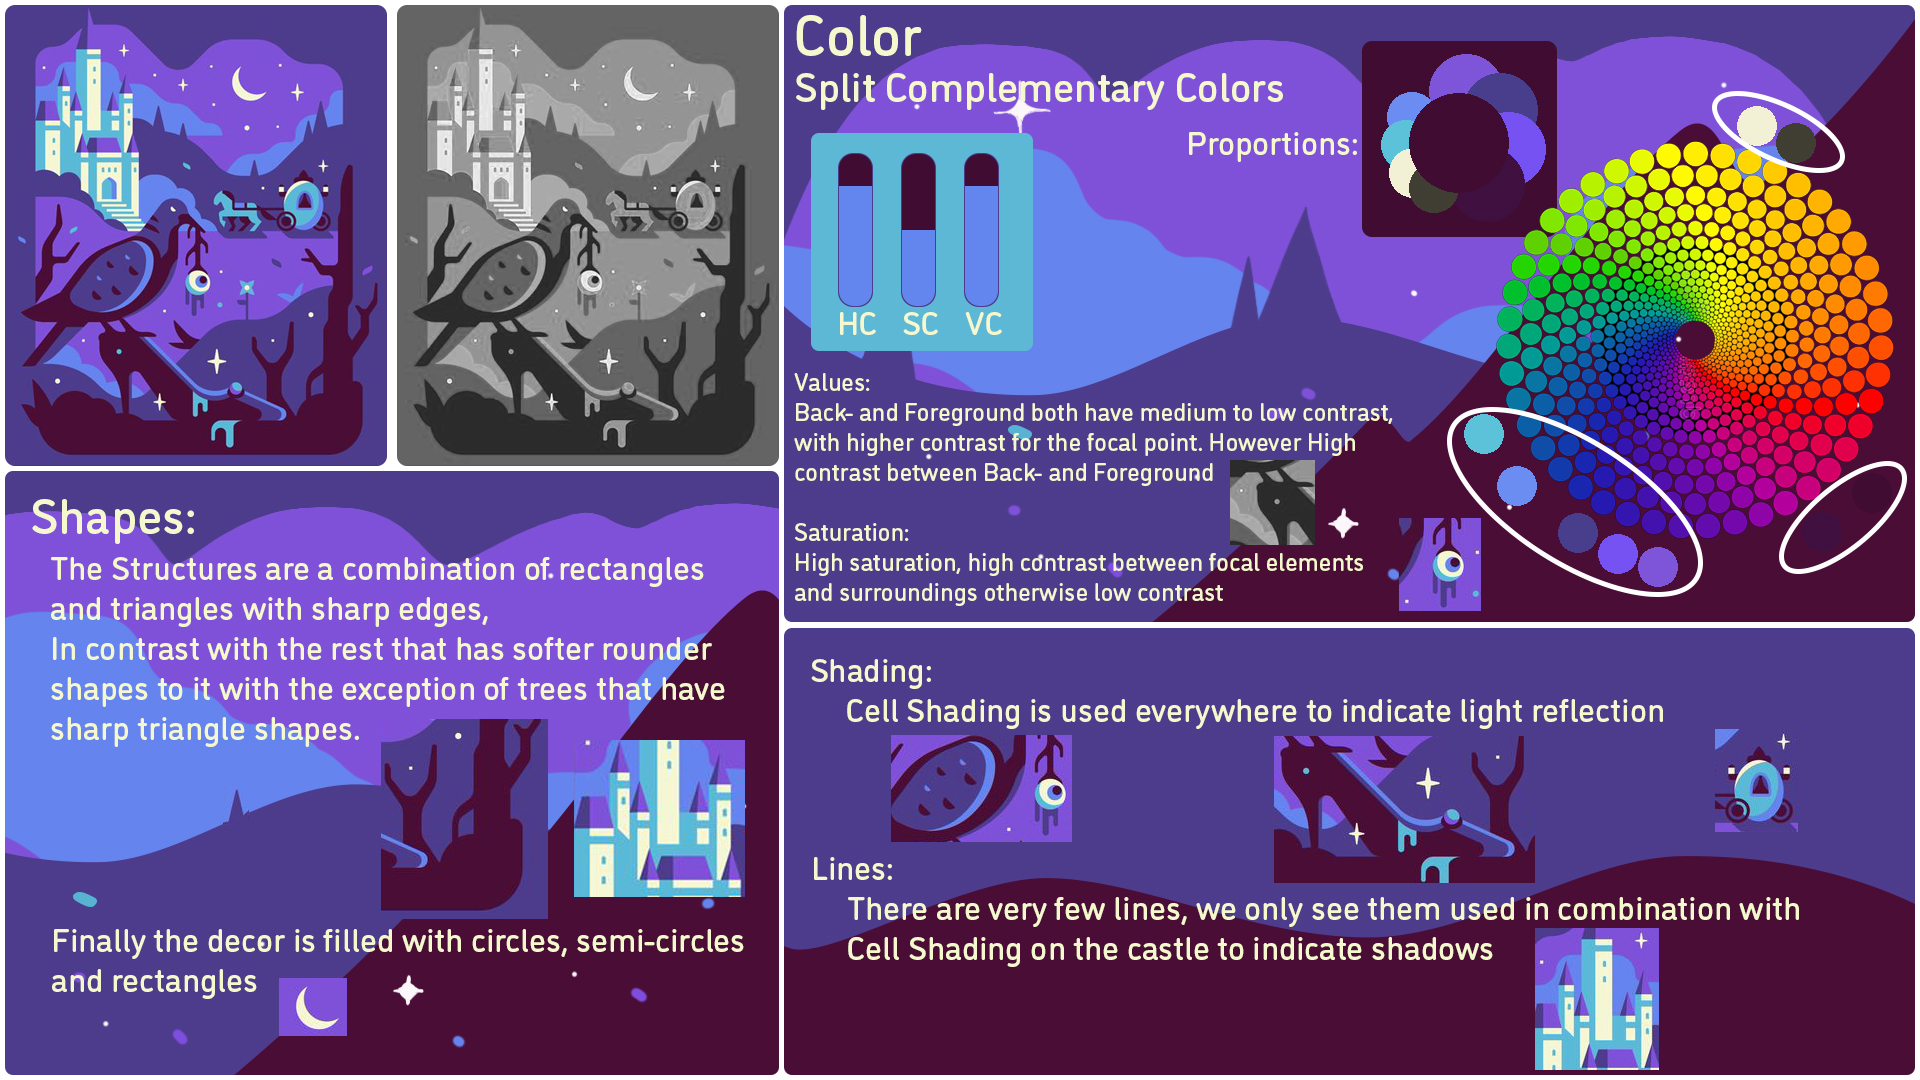 Color
Split Complementary Colors
Proportions:
HC SC VC
Values:
Back- and Foreground both have medium to low contrast,
with higher contrast for the focal point. However High
contrast between Back- and Foreground
Saturation:
High saturation, high contrast between focal elements
and surroundings otherwise low contrast
Shapes:
The Structures are a combination of rectangles
and triangles with sharp edges,
In contrast with the rest that has softer rounder
shapes to it with the exception of trees that have
sharp triangle shapes.
Finally the decor is filled with circles, semi-circles
and rectangles
Shading:
Cell Shading is used everywhere to indicate light reflection
Lines:
There are very few lines, we only see them used in combination with
Cell Shading on the castle to indicate shadows